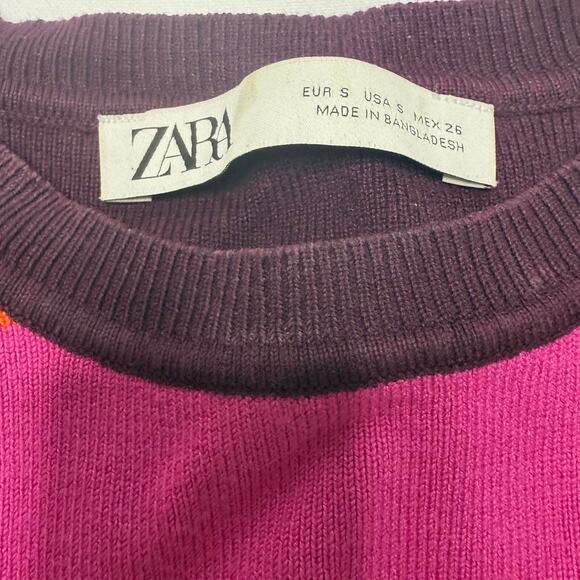 ZARA
EUR S USA S MEX 26
MADE IN BANGLADESH